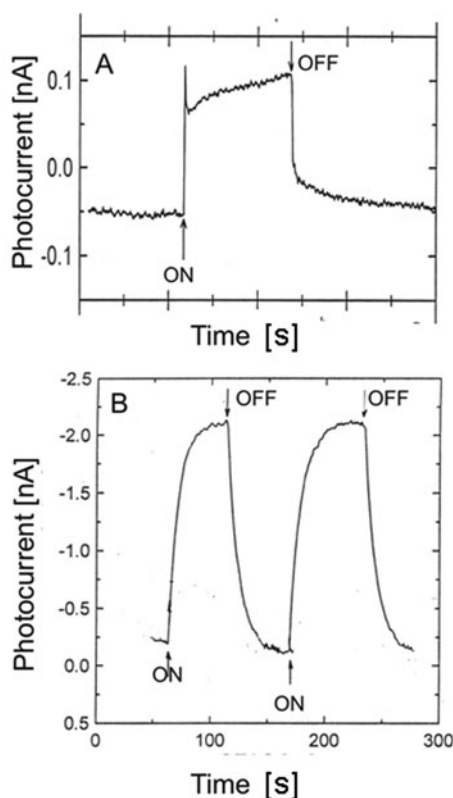 A
OFF
0.1
0.0
-0.1
Photocurrent [nA]
ON
Time [s]
B
-2.5
OFF
OFF
-2.0
-1.5
-1.0
-0.5
0.0
0.5
Photocurrent [nA]
ON
ON
0
100
200
300
Time [s]